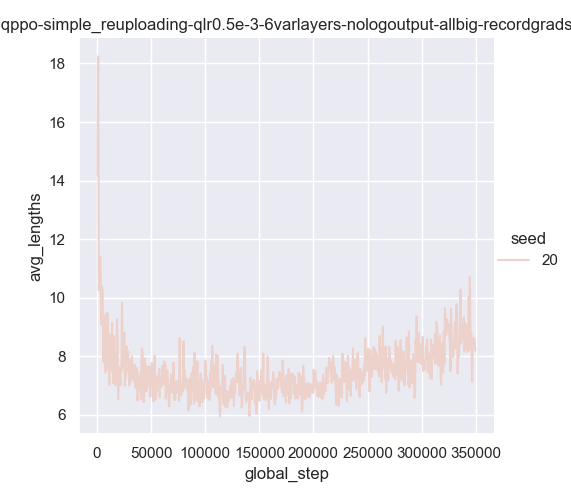 qppo-simple_reuploading-qlr0.5e-3-6varlayers-nologoutput-allbig-recordgrads
18
16
14
12
10
8
6
avg_lengths
seed
20
0 50000 100000 150000 200000 250000 300000 350000
global_step